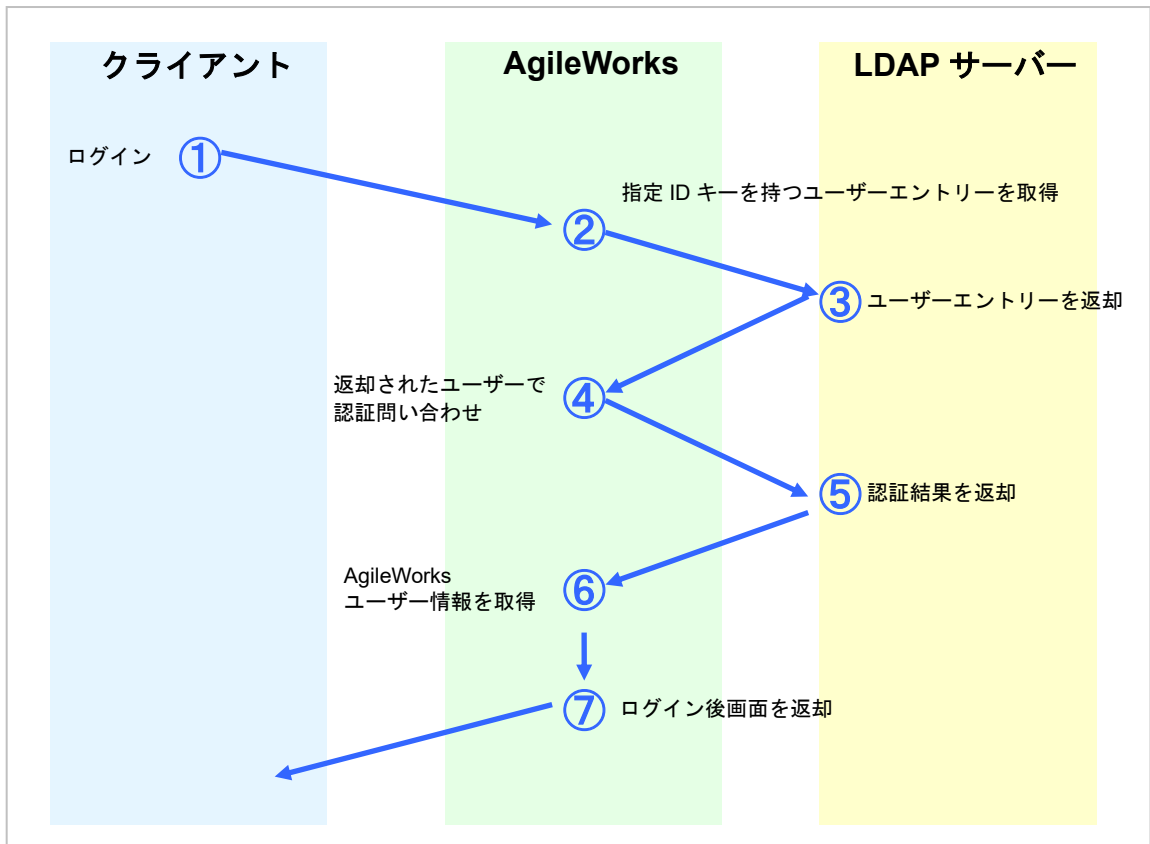 クライアント
AgileWorks
LDAP サーバー
ログイン
①
指定 ID キーを持つユーザーエントリーを取得
②
③
ユーザーエントリーを返却
返却されたユーザーで
認証問い合わせ
④
⑤
認証結果を返却
AgileWorks
ユーザー情報を取得
⑥
⑦
ログイン後画面を返却